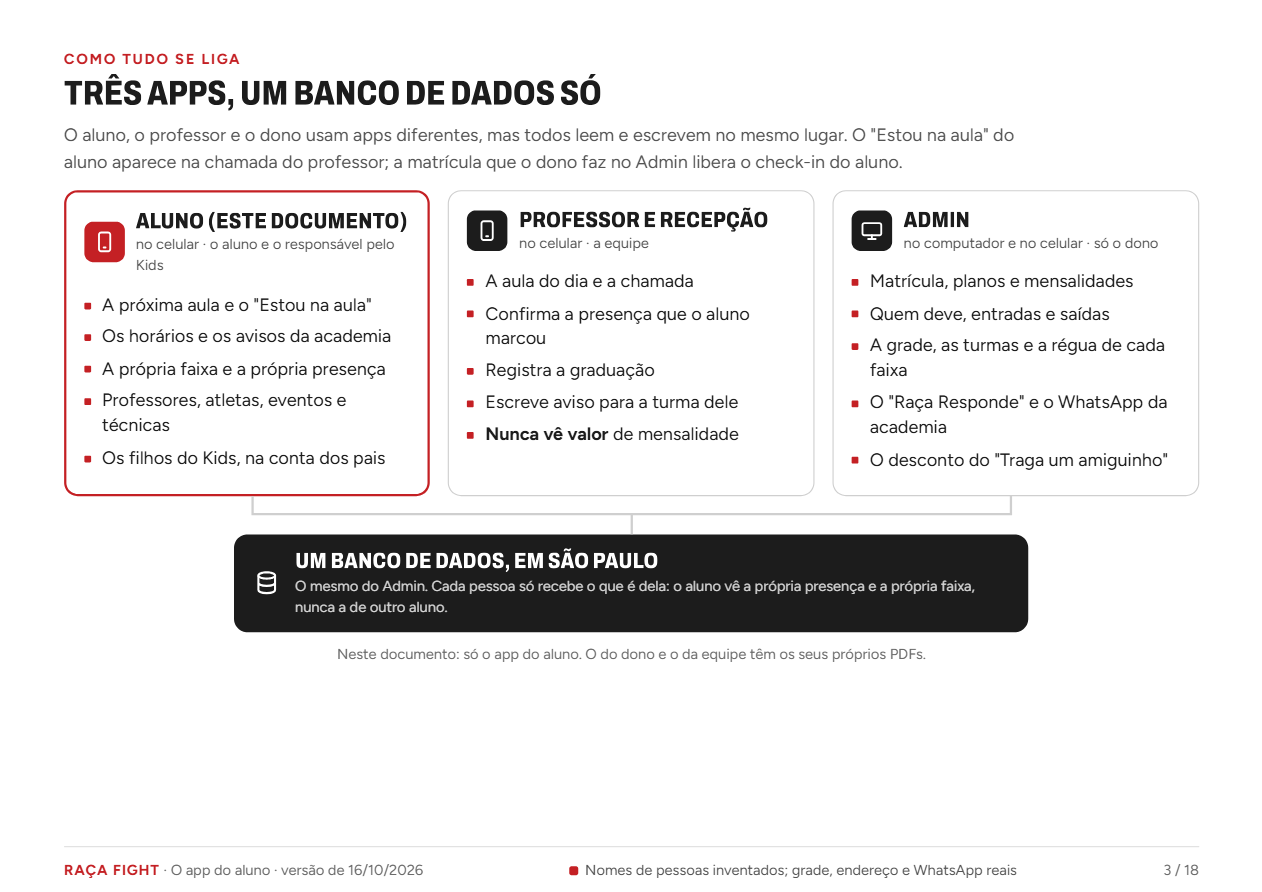 COMO TUDO SE LIGA
TRÊS APPS, UM BANCO DE DADOS SÓ
O aluno, o professor e o dono usam apps diferentes, mas todos leem e escrevem no mesmo lugar. O "Estou na aula" do
aluno aparece na chamada do professor; a matrícula que o dono faz no Admin libera o check-in do aluno.
ALUNO (ESTE DOCUMENTO)
no celular · o aluno e o responsável pelo
Kids
A próxima aula e o "Estou na aula"
Os horários e os avisos da academia
A própria faixa e a própria presença
Professores, atletas, eventos e
técnicas
Os filhos do Kids, na conta dos pais
PROFESSOR E RECEPÇÃO
no celular · a equipe
A aula do dia e a chamada
Confirma a presença que o aluno
marcou
Registra a graduação
Escreve aviso para a turma dele
Nunca vê valor de mensalidade
ADMIN
no computador e no celular · só o dono
Matrícula, planos e mensalidades
Quem deve, entradas e saídas
A grade, as turmas e a régua de cada
faixa
O "Raça Responde" e o WhatsApp da
academia
O desconto do "Traga um amiguinho"
UM BANCO DE DADOS, EM SÃO PAULO
O mesmo do Admin. Cada pessoa só recebe o que é dela: o aluno vê a própria presença e a própria faixa,
nunca a de outro aluno.
Neste documento: só o app do aluno. O do dono e o da equipe têm os seus próprios PDFs.
RAÇA FIGHT · O app do aluno · versão de 16/10/2026
Nomes de pessoas inventados; grade, endereço e WhatsApp reais
3 / 18